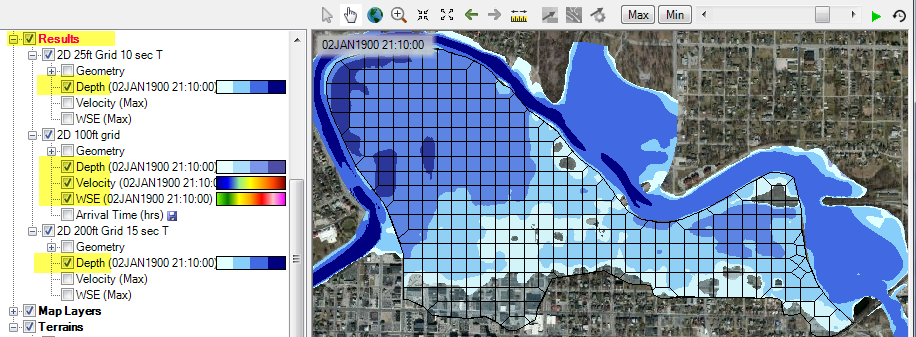 Max Min
02JAN1900 21:10:00
Results
2D 25ft Grid 10 sec T
Geometry
Depth (02JAN1900 21:10:00)
Velocity (Max)
WSE (Max)
2D 100ft grid
Geometry
Depth (02JAN1900 21:10:00)
Velocity (02JAN1900 21:10:0
WSE (02JAN1900 21:10:00)
Arrival Time (hrs)
2D 200ft Grid 15 sec T
Geometry
Depth (02JAN1900 21:10:00)
Velocity (Max)
WSE (Max)
Map Layers
Terrains